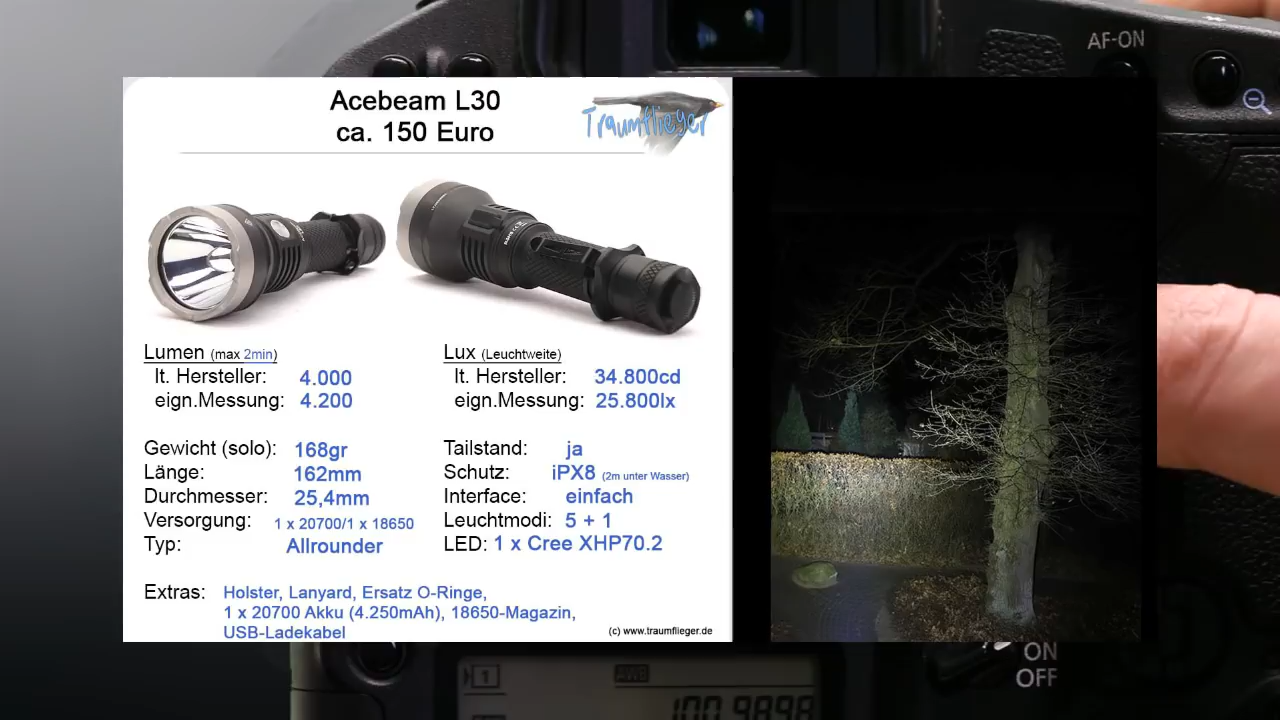 AF-ON
Acebeam L30
ca. 150 Euro
Traumflieger
Lumen (max 2min)
lt. Hersteller: 4.000
eign.Messung: 4.200
Lux (Leuchtweite)
lt. Hersteller: 34.800cd
eign.Messung: 25.800lx
Gewicht (solo): 168gr
Länge: 162mm
Durchmesser: 25,4mm
Versorgung: 1 x 20700/1 x 18650
Typ: Allrounder
Tailstand: ja
Schutz: iPX8 (2m unter Wasser)
Interface: einfach
Leuchtmodi: 5 + 1
LED: 1 x Cree XHP70.2
Extras: Holster, Lanyard, Ersatz O-Ringe,
1 x 20700 Akku (4.250mAh), 18650-Magazin,
USB-Ladekabel
(c) www.traumflieger.de
ON
OFF
1
AWB
100.9898